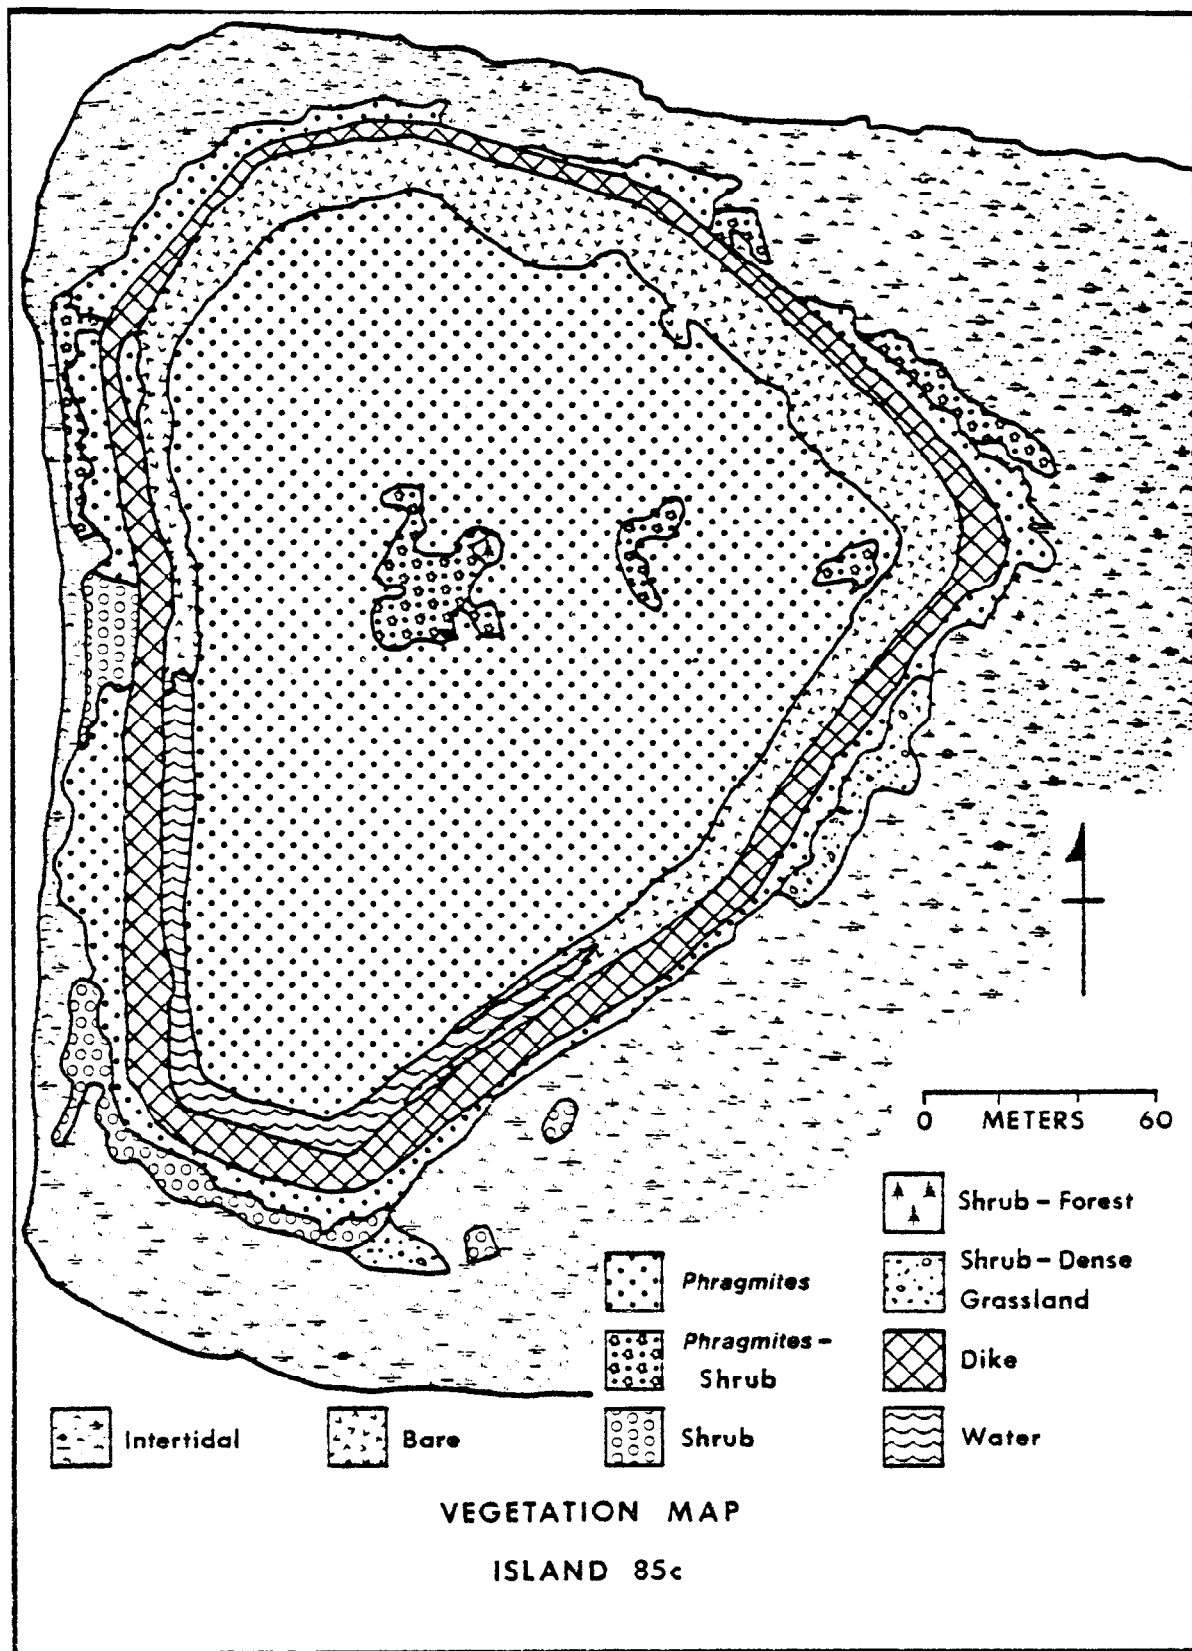 0 METERS 60
Shrub - Forest
Phragmites
Shrub - Dense
Grassland
Phragmites -
Shrub
Dike
Intertidal
Bare
Shrub
Water
VEGETATION MAP
ISLAND 85c